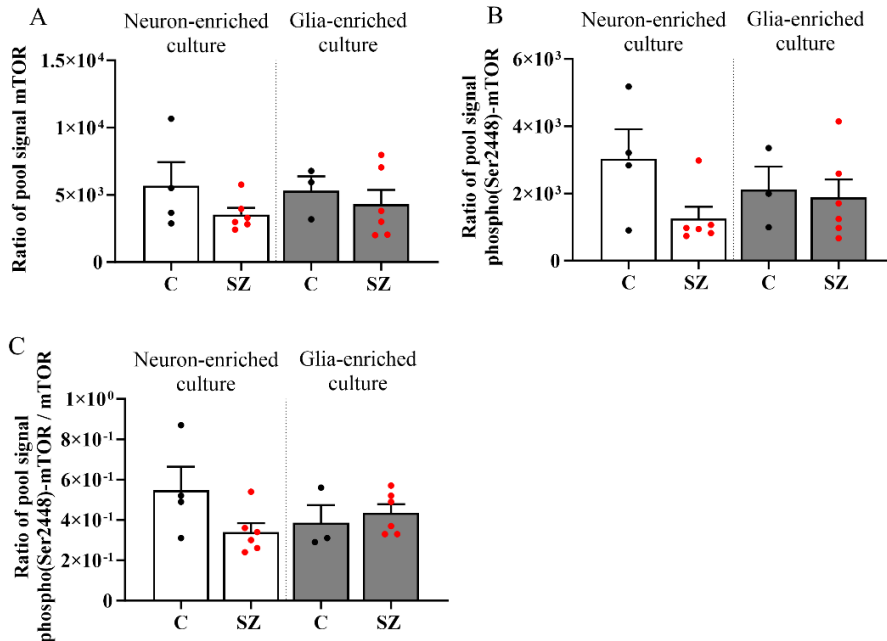 A
Neuron-enriched
culture
Glia-enriched
culture
Ratio of pool signal mTOR
1.5×10⁴
1×10⁴
5×10³
0
C
SZ
C
SZ
B
Neuron-enriched
culture
Glia-enriched
culture
Ratio of pool signal
phospho(Ser2448)-mTOR
6×10³
4×10³
2×10³
0
C
SZ
C
SZ
C
Neuron-enriched
culture
Glia-enriched
culture
Ratio of pool signal
phospho(Ser2448)-mTOR / mTOR
1×10⁰
8×10⁻¹
6×10⁻¹
4×10⁻¹
2×10⁻¹
0
C
SZ
C
SZ